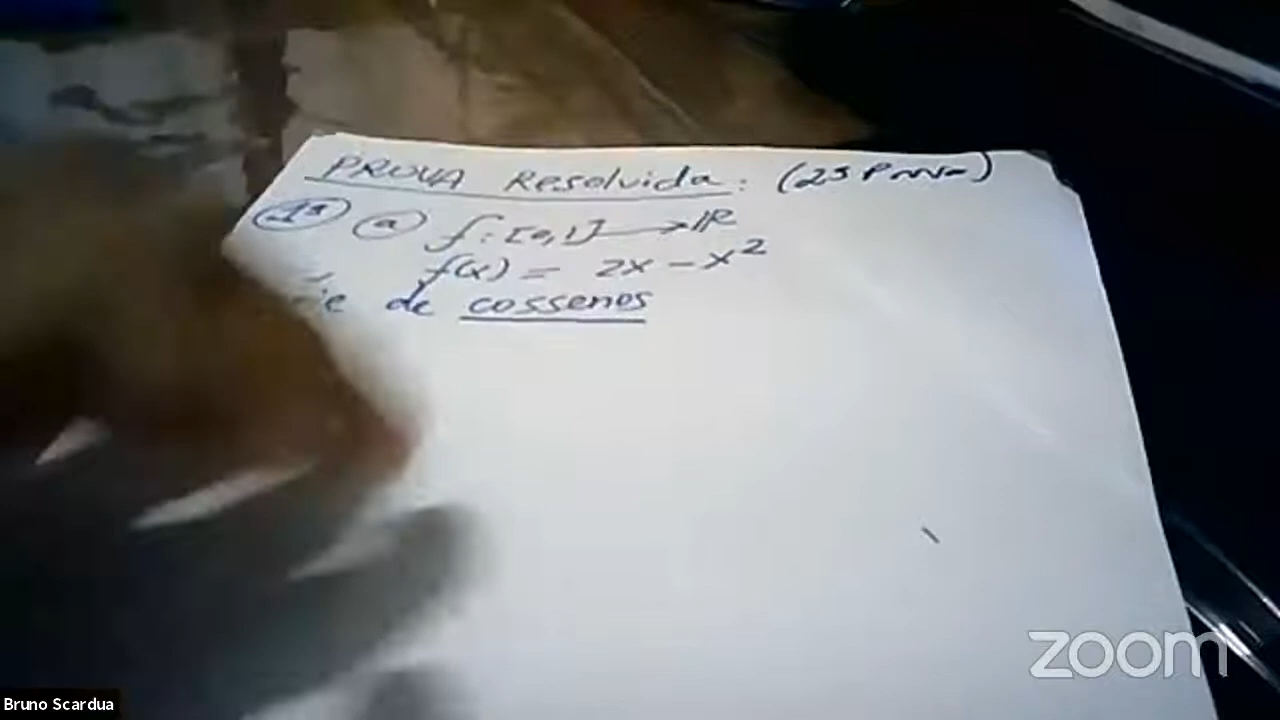 PROVA Resolvida: (2ª Prova)
1ª a f: [0,1] → ℝ
f(x) = 2x - x²
de cossenos
zoom
Bruno Scardua